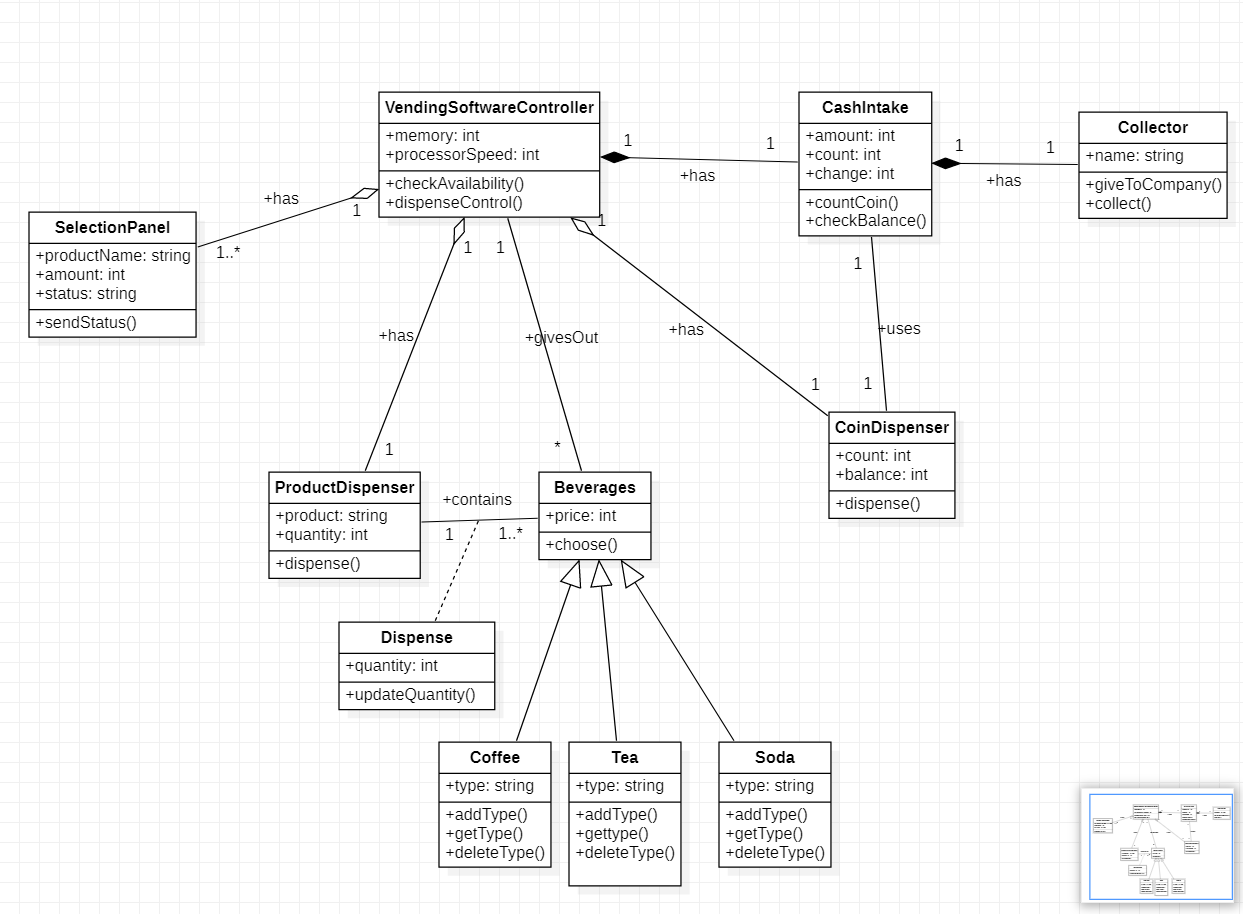 VendingSoftwareController
+memory: int
+processorSpeed: int
+checkAvailability()
+dispenseControl()
CashIntake
+amount: int
+count: int
+change: int
+countCoin()
+checkBalance()
Collector
+name: string
+giveToCompany()
+collect()
1
1
+has
1
1
+has
+has
1
1..*
SelectionPanel
+productName: string
+amount: int
+status: string
+sendStatus()
1
1
1
1
+has
+givesOut
+has
+uses
1
1
1
*
CoinDispenser
+count: int
+balance: int
+dispense()
ProductDispenser
+product: string
+quantity: int
+dispense()
+contains
1
1..*
Beverages
+price: int
+choose()
Dispense
+quantity: int
+updateQuantity()
Coffee
+type: string
+addType()
+getType()
+deleteType()
Tea
+type: string
+addType()
+gettype()
+deleteType()
Soda
+type: string
+addType()
+getType()
+deleteType()